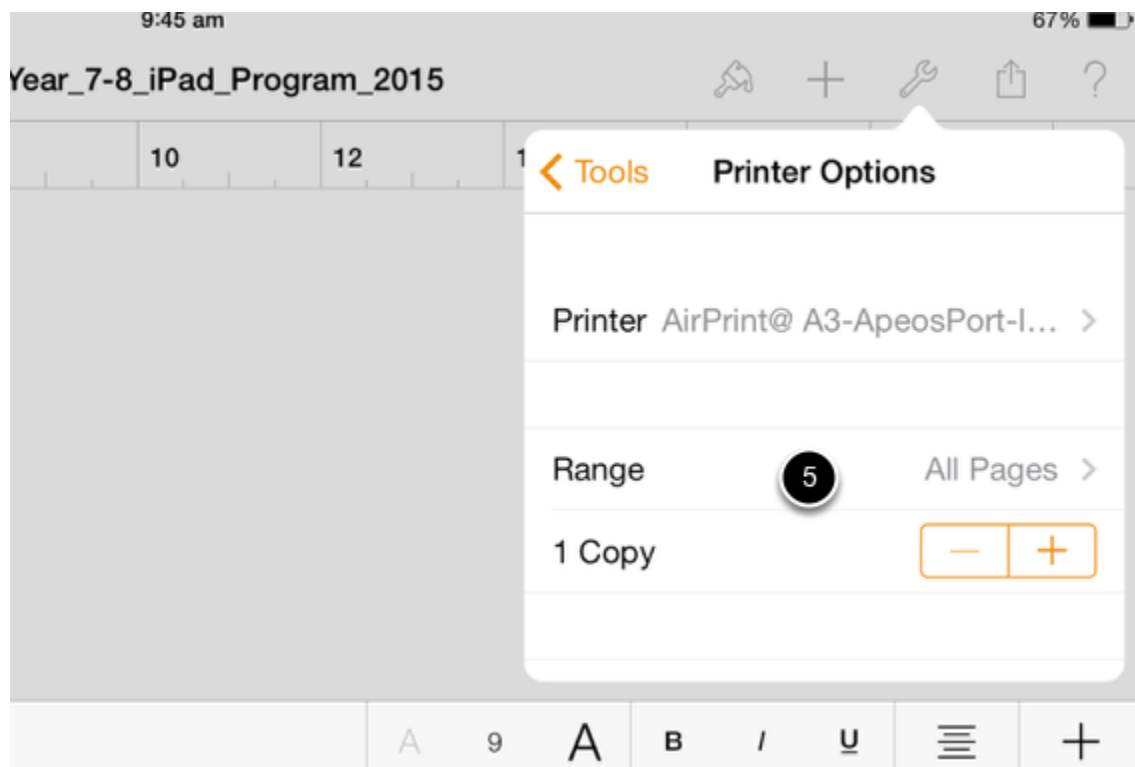 9:45 am 67%
Year_7-8_iPad_Program_2015 ?
10 12 1
Tools Printer Options
Printer AirPrint@ A3-ApeosPort-I...
5
Range All Pages
1 Copy − +
A 9 A B I U +